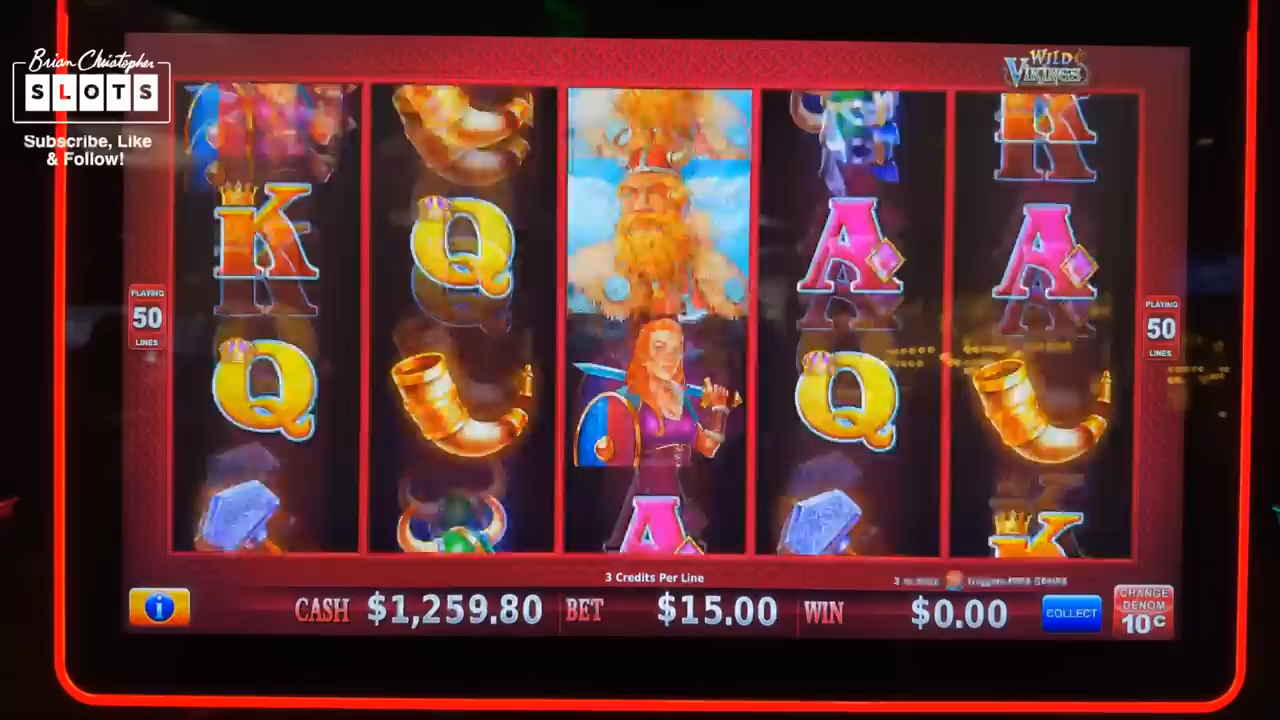 Brian Christopher
SLOTS
Subscribe, Like
& Follow!
WILD
VIKINGS
K
Q
A
A
K
PLAYING
50
LINES
PLAYING
50
LINES
Q
Q
A
K
3 Credits Per Line
CASH $1,259.80 BET $15.00 WIN $0.00
COLLECT
CHANGE
DENOM
10¢